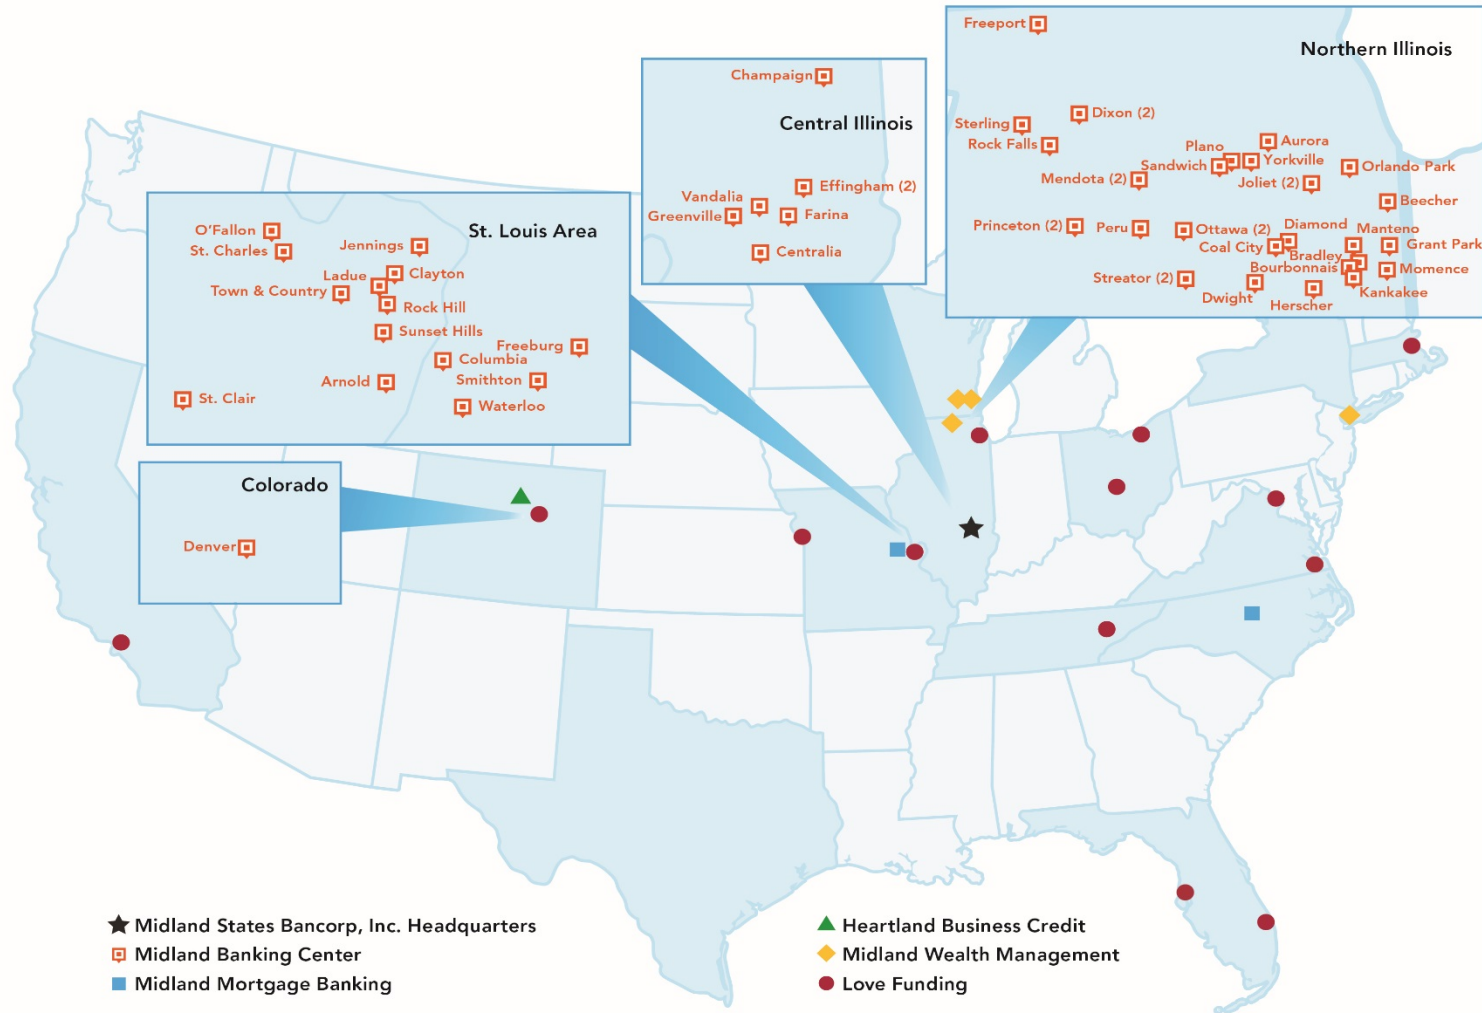 Freeport
Northern Illinois
Dixon (2)
Sterling
Rock Falls
Aurora
Plano
Yorkville
Sandwich
Orlando Park
Mendota (2)
Joliet (2)
Beecher
Princeton (2)
Peru
Ottawa (2)
Diamond
Manteno
Coal City
Grant Park
Bradley
Bourbonnais
Momence
Streator (2)
Dwight
Herscher
Kankakee
Champaign
Central Illinois
Effingham (2)
Vandalia
Greenville
Farina
Centralia
St. Louis Area
O'Fallon
St. Charles
Jennings
Ladue
Clayton
Town & Country
Rock Hill
Sunset Hills
Freeburg
Columbia
Arnold
Smithton
St. Clair
Waterloo
Colorado
Denver
Midland States Bancorp, Inc. Headquarters
Midland Banking Center
Midland Mortgage Banking
Heartland Business Credit
Midland Wealth Management
Love Funding